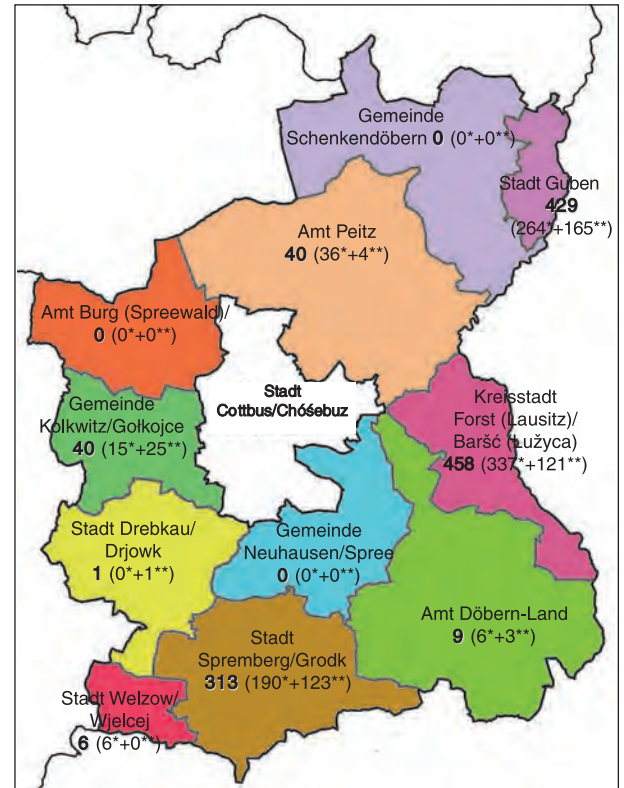 Gemeinde
Schenkendöbern 0 (0*+0**)
Stadt Guben
429
(264*+165**)
Amt Peitz
40 (36*+4**)
Amt Burg (Spreewald)/
0 (0*+0**)
Stadt
Cottbus/Chóśebuz
Gemeinde
Kolkwitz/Gołkojce
40 (15*+25**)
Kreisstadt
Forst (Lausitz)/
Baršć (Łužyca)
458 (337*+121**)
Stadt Drebkau/
Drjowk
1 (0*+1**)
Gemeinde
Neuhausen/Spree
0 (0*+0**)
Amt Döbern-Land
9 (6*+3**)
Stadt
Spremberg/Grodk
313 (190*+123**)
Stadt Welzow/
Wjelcej
6 (6*+0**)